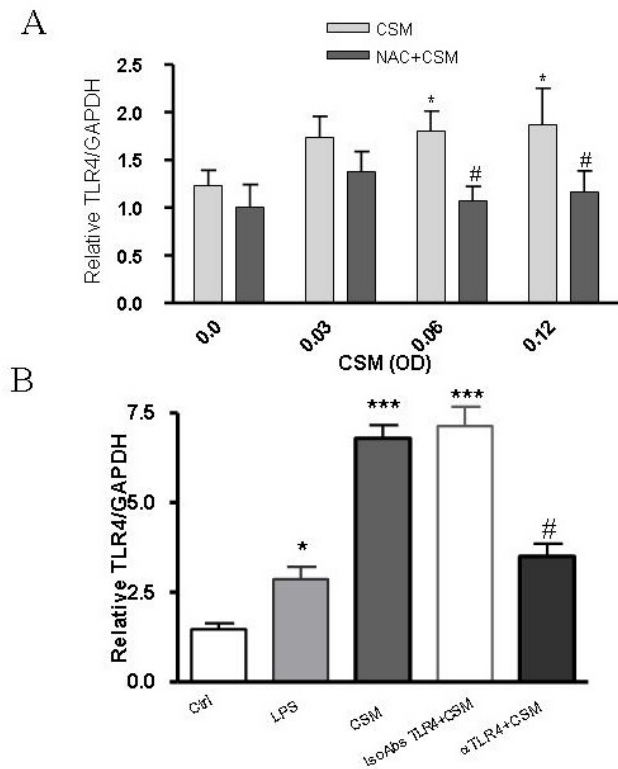 A
CSM
NAC+CSM
Relative TLR4/GAPDH
2.5
2.0
1.5
1.0
0.5
0.0
*
*
#
#
0.0
0.03
0.06
0.12
CSM (OD)
B
Relative TLR4/GAPDH
7.5
5.0
2.5
0.0
*
***
***
#
Ctrl
LPS
CSM
IsoAbs TLR4+CSM
αTLR4+CSM